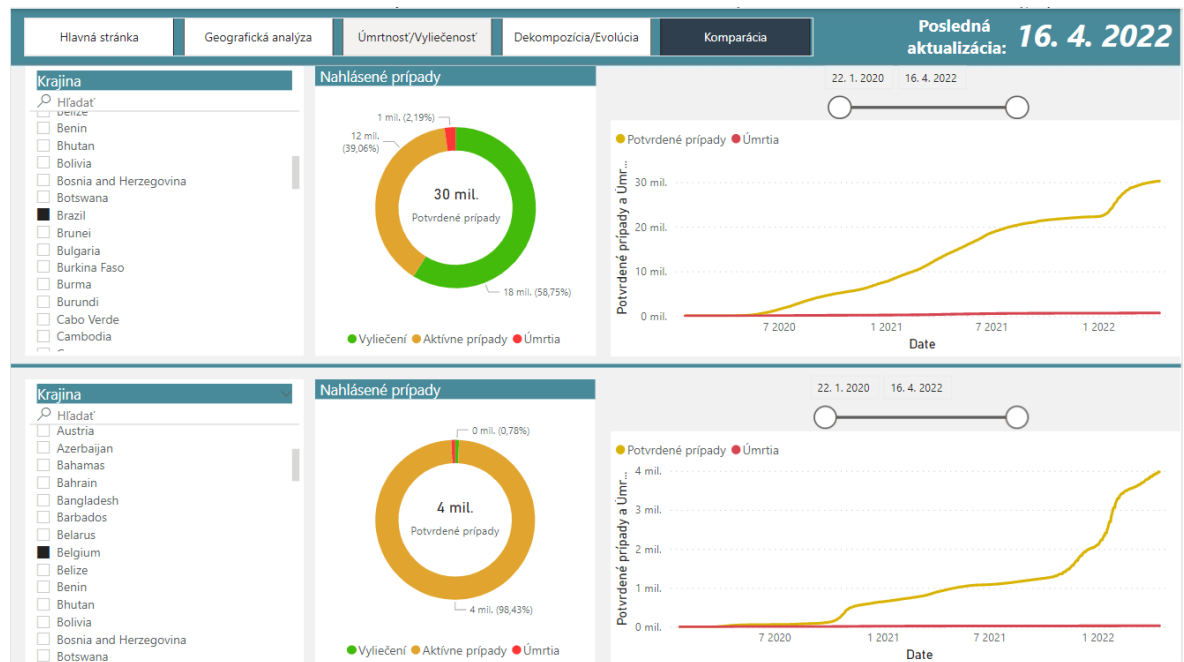 Hlavná stránka
Geografická analýza
Úmrtnosť/Vyliečenosť
Dekompozícia/Evolúcia
Komparácia
Posledná
aktualizácia:
16. 4. 2022
Krajina
Hľadať
Belize
Benin
Bhutan
Bolivia
Bosnia and Herzegovina
Botswana
Brazil
Brunei
Bulgaria
Burkina Faso
Burma
Burundi
Cabo Verde
Cambodia
Nahlásené prípady
1 mil. (2,19%)
12 mil.
(39,06%)
30 mil.
Potvrdené prípady
18 mil. (58,75%)
Vyliečení Aktívne prípady Úmrtia
22. 1. 2020 16. 4. 2022
Potvrdené prípady Úmrtia
Potvrdené prípady a Úmr...
30 mil.
20 mil.
10 mil.
0 mil.
7 2020 1 2021 7 2021 1 2022
Date
Krajina
Hľadať
Austria
Azerbaijan
Bahamas
Bahrain
Bangladesh
Barbados
Belarus
Belgium
Belize
Benin
Bhutan
Bolivia
Bosnia and Herzegovina
Botswana
Nahlásené prípady
0 mil. (0,78%)
4 mil.
Potvrdené prípady
4 mil. (98,43%)
Vyliečení Aktívne prípady Úmrtia
22. 1. 2020 16. 4. 2022
Potvrdené prípady Úmrtia
Potvrdené prípady a Úmr...
4 mil.
3 mil.
2 mil.
1 mil.
0 mil.
7 2020 1 2021 7 2021 1 2022
Date